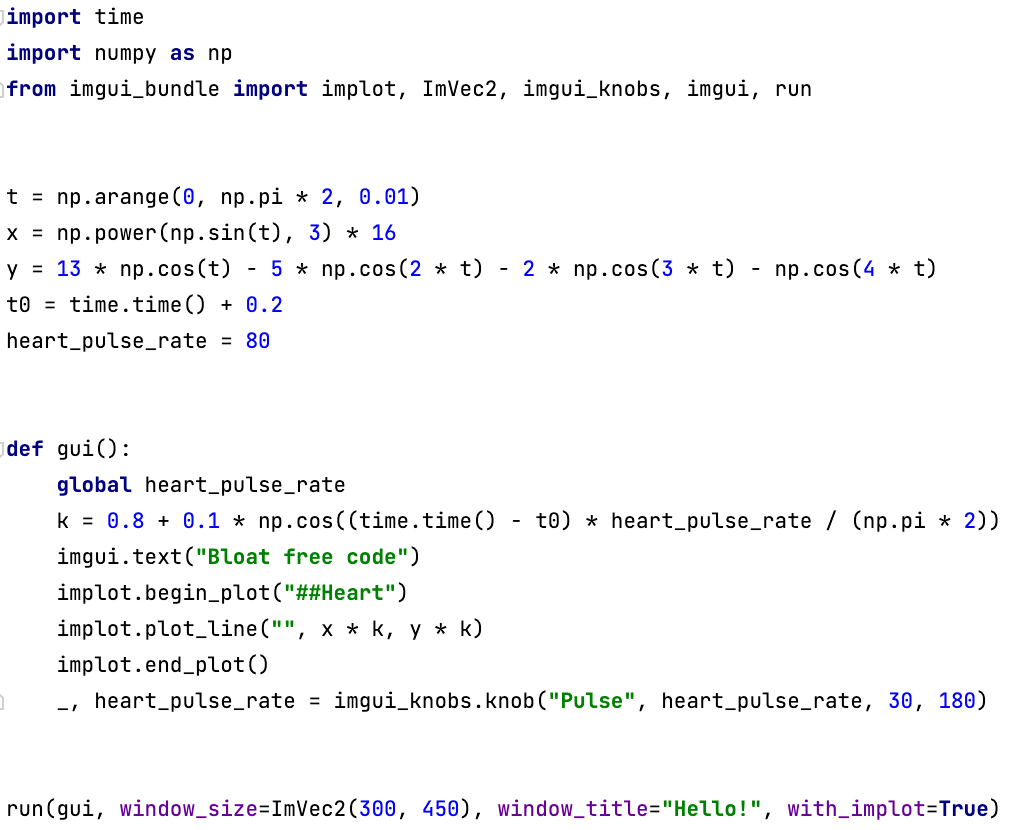 import time
import numpy as np
from imgui_bundle import implot, ImVec2, imgui_knobs, imgui, run
t = np.arange(0, np.pi * 2, 0.01)
x = np.power(np.sin(t), 3) * 16
y = 13 * np.cos(t) - 5 * np.cos(2 * t) - 2 * np.cos(3 * t) - np.cos(4 * t)
t0 = time.time() + 0.2
heart_pulse_rate = 80
def gui():
    global heart_pulse_rate
    k = 0.8 + 0.1 * np.cos((time.time() - t0) * heart_pulse_rate / (np.pi * 2))
    imgui.text("Bloat free code")
    implot.begin_plot("##Heart")
    implot.plot_line("", x * k, y * k)
    implot.end_plot()
    _, heart_pulse_rate = imgui_knobs.knob("Pulse", heart_pulse_rate, 30, 180)
run(gui, window_size=ImVec2(300, 450), window_title="Hello!", with_implot=True)